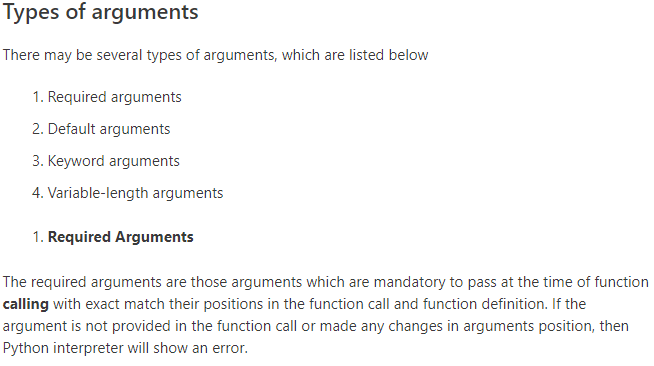 Types of arguments
There may be several types of arguments, which are listed below
1. Required arguments
2. Default arguments
3. Keyword arguments
4. Variable-length arguments
1. Required Arguments
The required arguments are those arguments which are mandatory to pass at the time of function
calling with exact match their positions in the function call and function definition. If the
argument is not provided in the function call or made any changes in arguments position, then
Python interpreter will show an error.